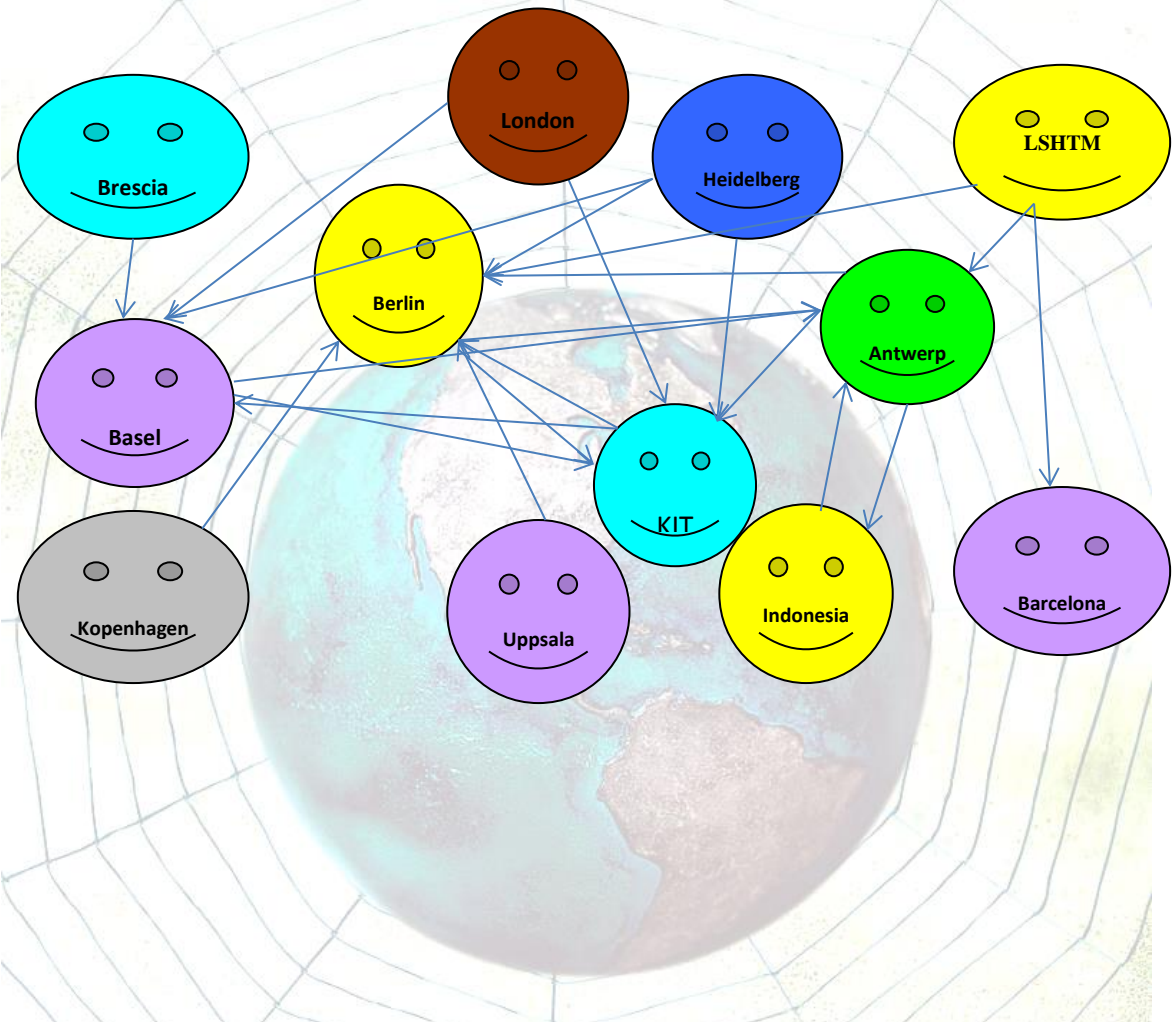 London
LSHTM
Heidelberg
Brescia
Berlin
Antwerp
Basel
KIT
Barcelona
Indonesia
Kopenhagen
Uppsala